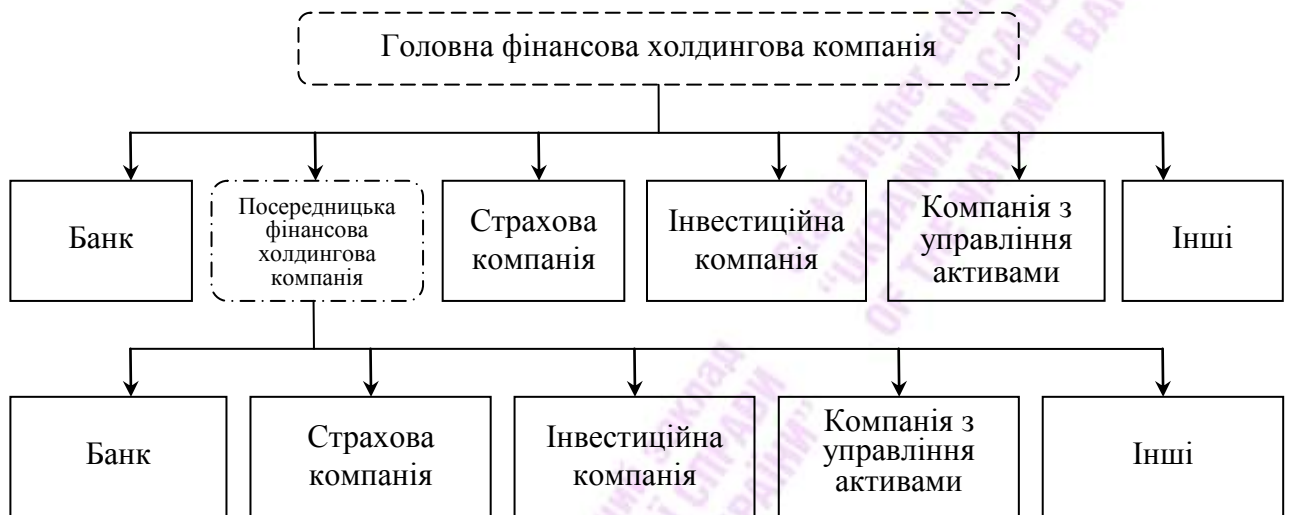 Головна фінансова холдингова компанія
Банк
Посередницька
фінансова
холдингова
компанія
Страхова
компанія
Інвестиційна
компанія
Компанія з
управління
активами
Інші
Банк
Страхова
компанія
Інвестиційна
компанія
Компанія з
управління
активами
Інші